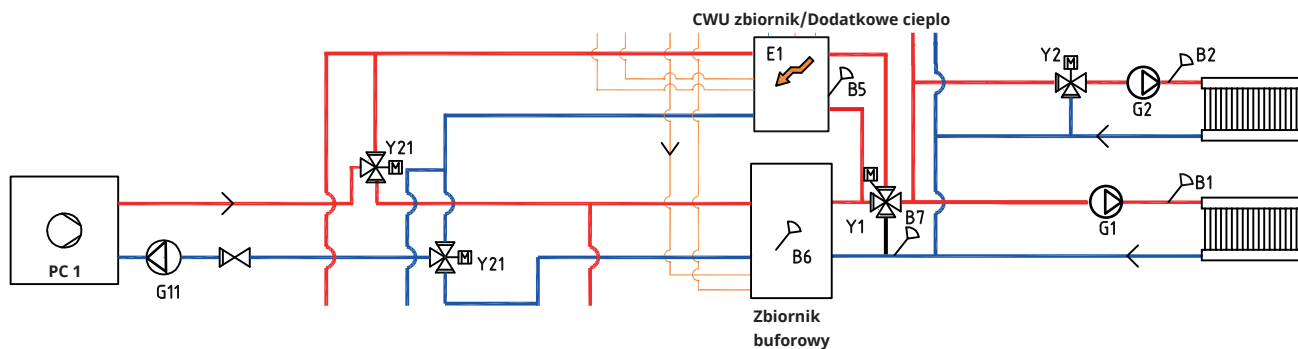 CWU zbiornik/Dodatkowe cieplo
E1
B5
Y2
M
B2
G2
Y21
M
M
Y1
B7
B1
G1
PC 1
G11
M
Y21
B6
Zbiornik
buforowy